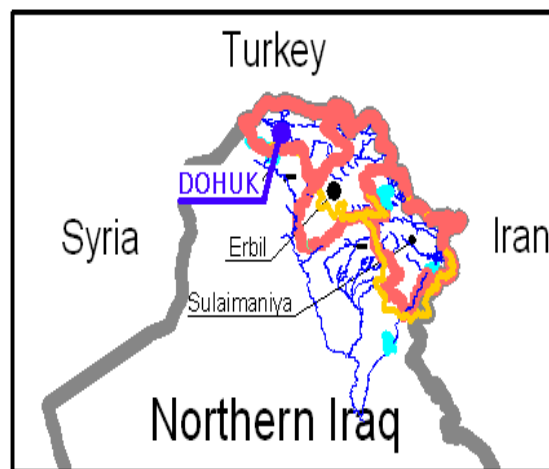 Turkey
DOHUK
Syria
Erbil
Iran
Sulaimaniya
Northern Iraq